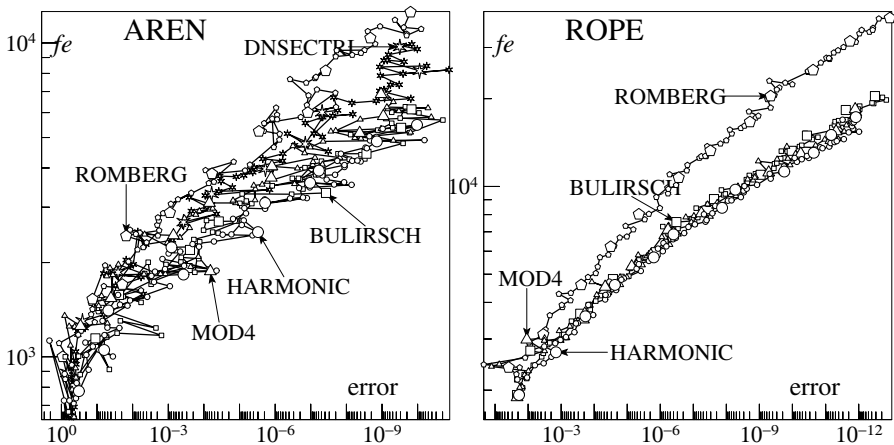 AREN
10⁴
fe
DNSECTRL
ROMBERG
BULIRSCH
HARMONIC
MOD4
10³
error
10⁰ 10⁻³ 10⁻⁶ 10⁻⁹
ROPE
fe
ROMBERG
10⁴
BULIRSCH
MOD4
HARMONIC
error
10⁻³ 10⁻⁶ 10⁻⁹ 10⁻¹²